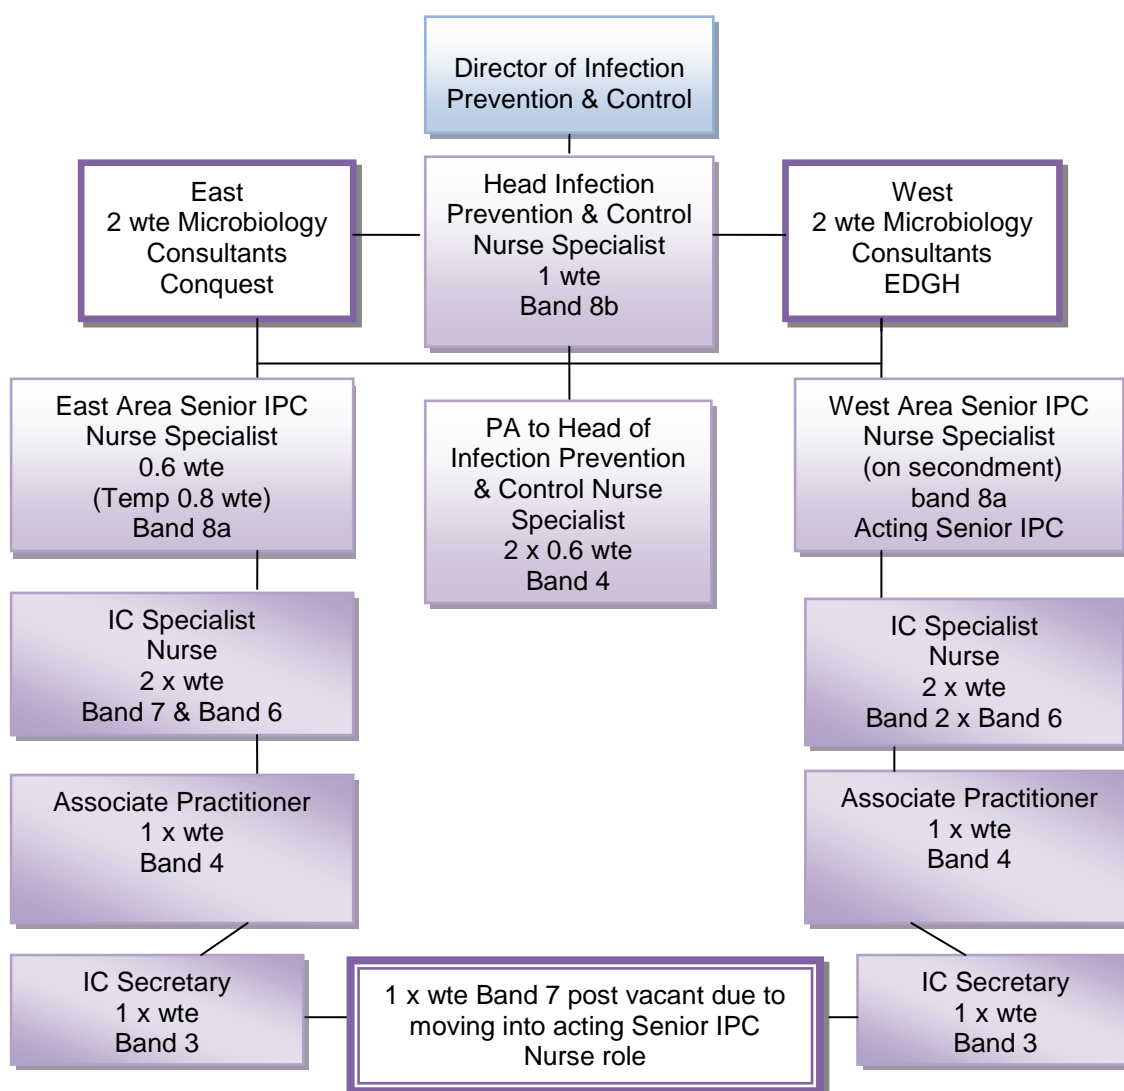 Director of Infection
Prevention & Control
East
2 wte Microbiology
Consultants
Conquest
Head Infection
Prevention & Control
Nurse Specialist
1 wte
Band 8b
West
2 wte Microbiology
Consultants
EDGH
East Area Senior IPC
Nurse Specialist
0.6 wte
(Temp 0.8 wte)
Band 8a
PA to Head of
Infection Prevention
& Control Nurse
Specialist
2 x 0.6 wte
Band 4
West Area Senior IPC
Nurse Specialist
(on secondment)
band 8a
Acting Senior IPC
IC Specialist
Nurse
2 x wte
Band 7 & Band 6
IC Specialist
Nurse
2 x wte
Band 2 x Band 6
Associate Practitioner
1 x wte
Band 4
Associate Practitioner
1 x wte
Band 4
IC Secretary
1 x wte
Band 3
1 x wte Band 7 post vacant due to
moving into acting Senior IPC
Nurse role
IC Secretary
1 x wte
Band 3